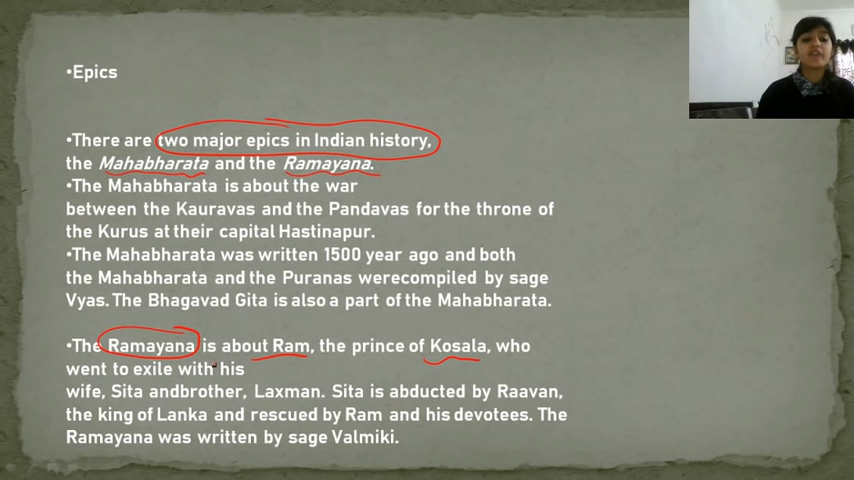 •Epics
•There are two major epics in Indian history,
the Mahabharata and the Ramayana.
•The Mahabharata is about the war
between the Kauravas and the Pandavas for the throne of
the Kurus at their capital Hastinapur.
•The Mahabharata was written 1500 year ago and both
the Mahabharata and the Puranas werecompiled by sage
Vyas. The Bhagavad Gita is also a part of the Mahabharata.
•The Ramayana is about Ram, the prince of Kosala, who
went to exile with his
wife, Sita andbrother, Laxman. Sita is abducted by Raavan,
the king of Lanka and rescued by Ram and his devotees. The
Ramayana was written by sage Valmiki.